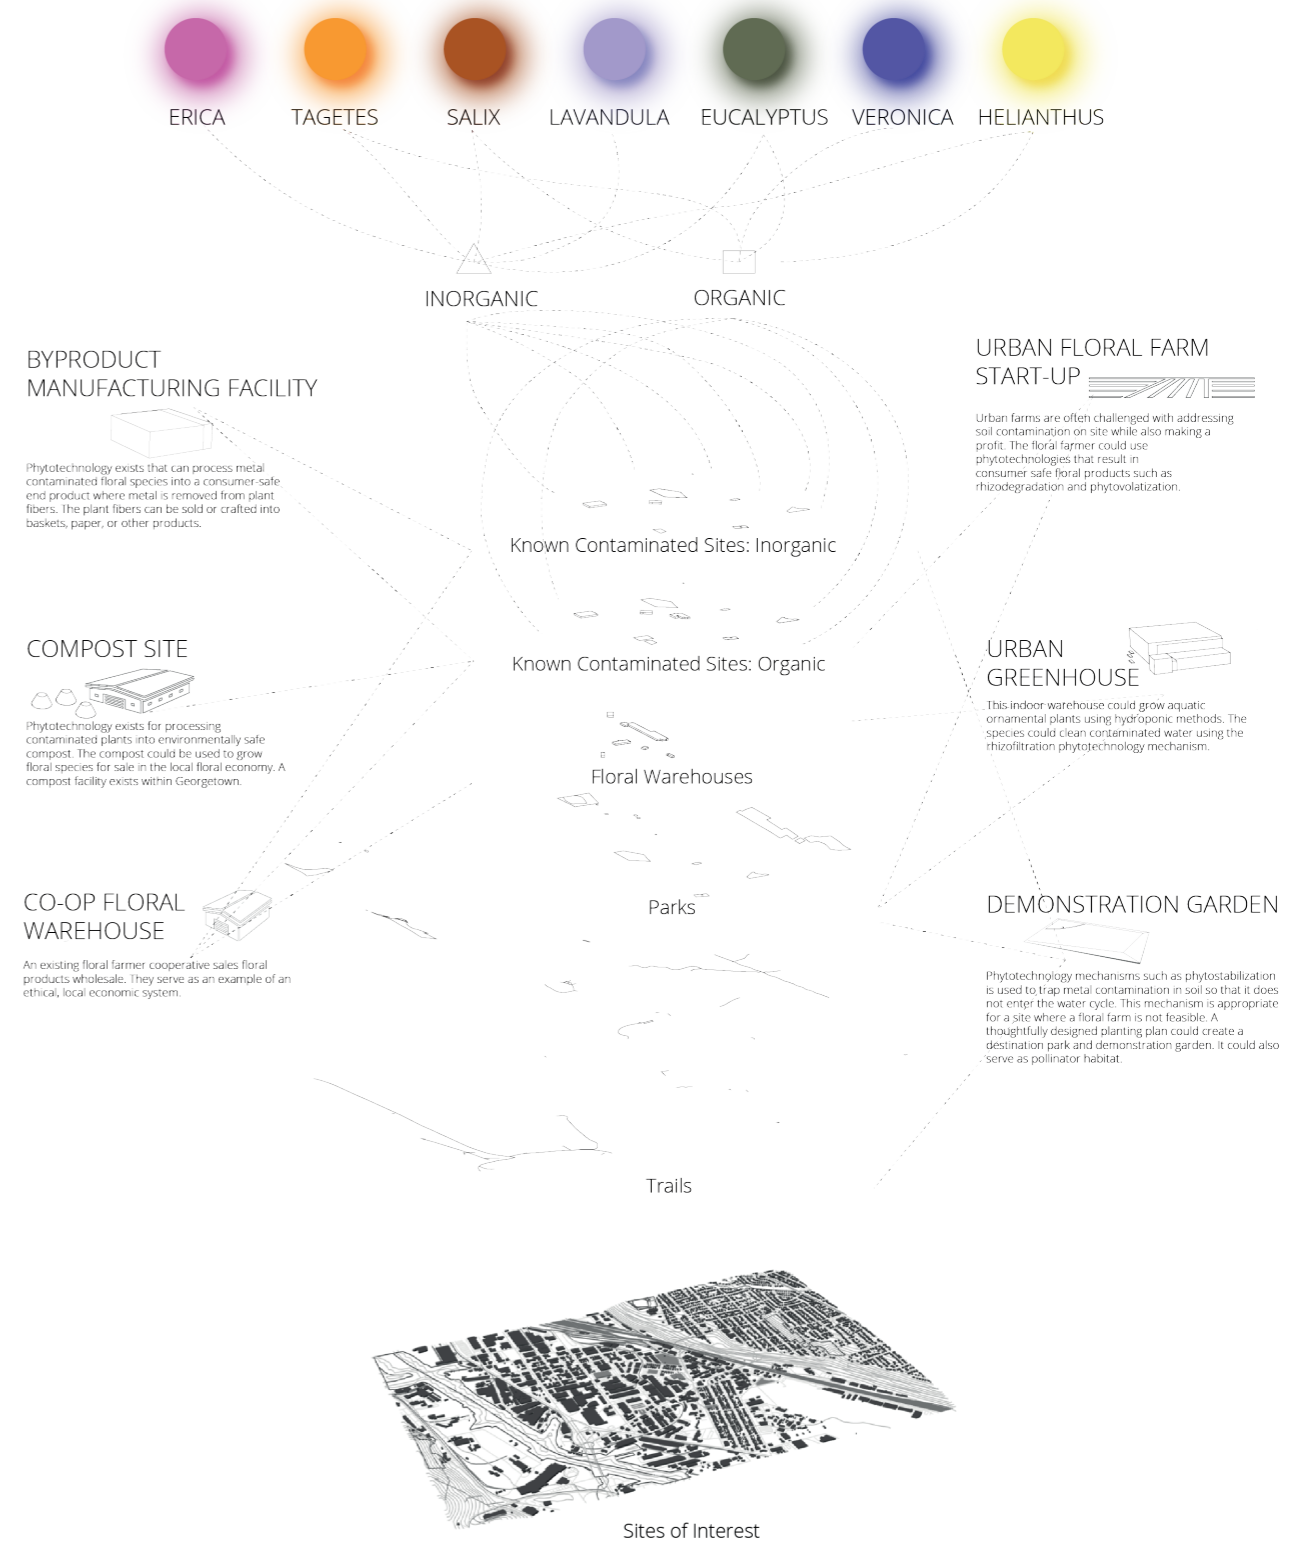 ERICA
TAGETES
SALIX
LAVANDULA
EUCALYPTUS
VERONICA
HELIANTHUS
INORGANIC
ORGANIC
BYPRODUCT
MANUFACTURING FACILITY
Phytotechnology exists that can process metal
contaminated floral species into a consumer-safe
end product where metal is removed from plant
fibers. The plant fibers can be sold or crafted into
baskets, paper, or other products.
URBAN FLORAL FARM
START-UP
Urban farms are often challenged with addressing
soil contamination on site while also making a
profit. The floral farmer could use
phytotechnologies that result in
consumer safe floral products such as
rhizodegradation and phytovolatization.
Known Contaminated Sites: Inorganic
COMPOST SITE
Phytotechnology exists for processing
contaminated plants into environmentally safe
compost. The compost could be used to grow
floral species for sale in the local floral economy. A
compost facility exists within Georgetown.
Known Contaminated Sites: Organic
URBAN
GREENHOUSE
This indoor warehouse could grow aquatic
ornamental plants using hydroponic methods. The
species could clean contaminated water using the
rhizofiltration phytotechnology mechanism.
Floral Warehouses
CO-OP FLORAL
WAREHOUSE
An existing floral farmer cooperative sales floral
products wholesale. They serve as an example of an
ethical, local economic system.
Parks
DEMONSTRATION GARDEN
Phytotechnology mechanisms such as phytostabilization
is used to trap metal contamination in soil so that it does
not enter the water cycle. This mechanism is appropriate
for a site where a floral farm is not feasible. A
thoughtfully designed planting plan could create a
destination park and demonstration garden. It could also
serve as pollinator habitat.
Trails
Sites of Interest